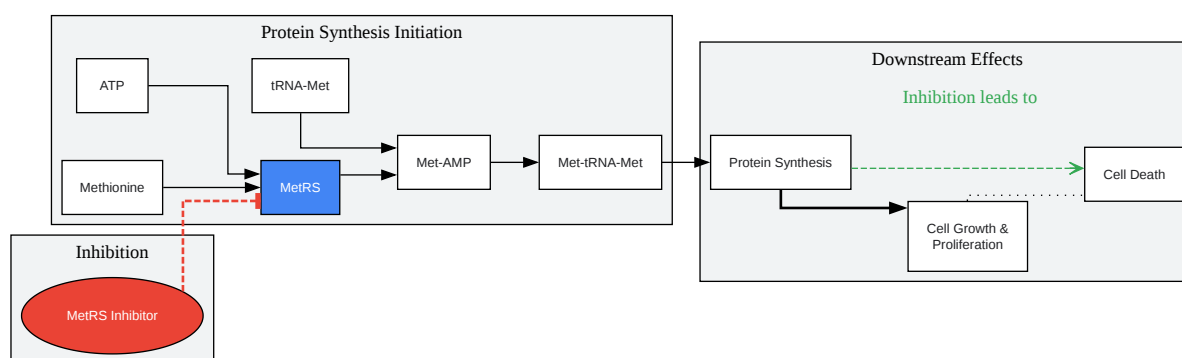 Protein Synthesis Initiation
ATP
tRNA-Met
Methionine
MetRS
Met-AMP
Met-tRNA-Met
Inhibition
MetRS Inhibitor
Downstream Effects
Inhibition leads to
Protein Synthesis
Cell Death
Cell Growth &
Proliferation